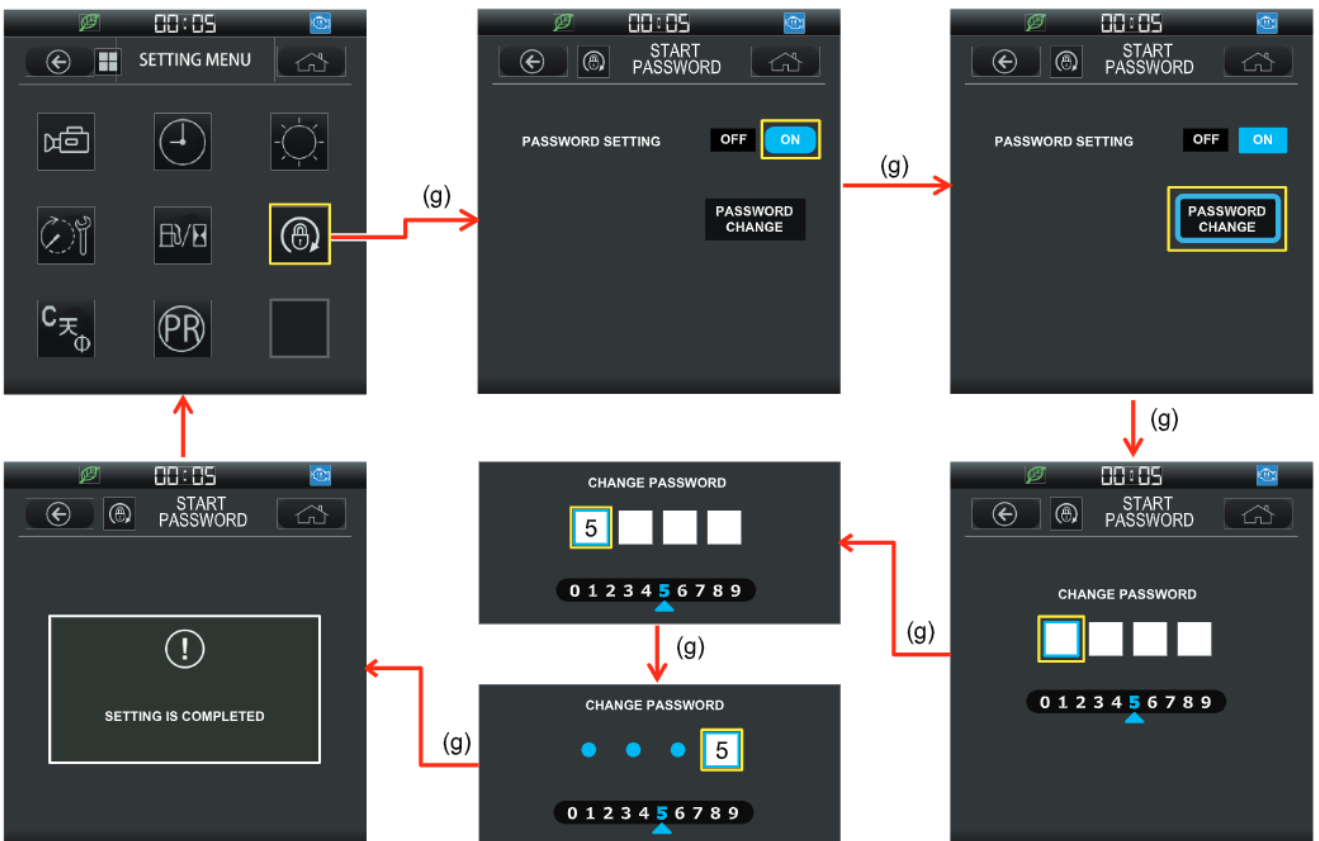 00:05
SETTING MENU
C天Φ
PR
(g)
00:05
START
PASSWORD
PASSWORD SETTING OFF ON
PASSWORD
CHANGE
(g)
00:05
START
PASSWORD
PASSWORD SETTING OFF ON
PASSWORD
CHANGE
(g)
00:05
START
PASSWORD
CHANGE PASSWORD
0 1 2 3 4 5 6 7 8 9
(g)
CHANGE PASSWORD
5
0 1 2 3 4 5 6 7 8 9
(g)
CHANGE PASSWORD
5
0 1 2 3 4 5 6 7 8 9
(g)
00:05
START
PASSWORD
!
SETTING IS COMPLETED